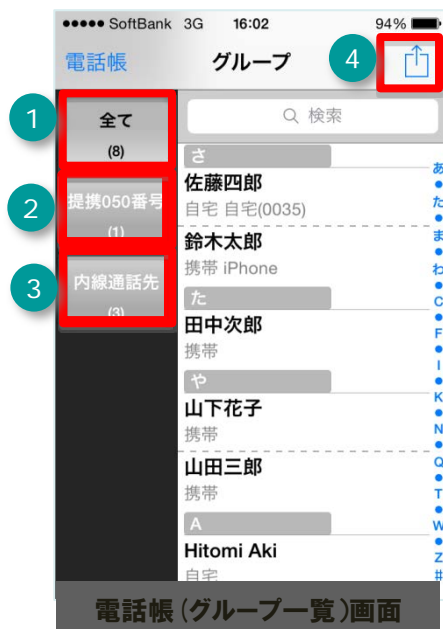 SoftBank 3G 16:02 94%
電話帳 グループ 4
1
全て
(8)
2
提携050番号
(1)
3
内線通話先
(3)
検索
さ
佐藤四郎
自宅 自宅(0035)
鈴木太郎
携帯 iPhone
た
田中次郎
携帯
や
山下花子
携帯
山田三郎
携帯
A
Hitomi Aki
自宅
あ
た
ま
わ
C
F
I
K
N
Q
T
W
Z
#
電話帳(グループ一覧)画面